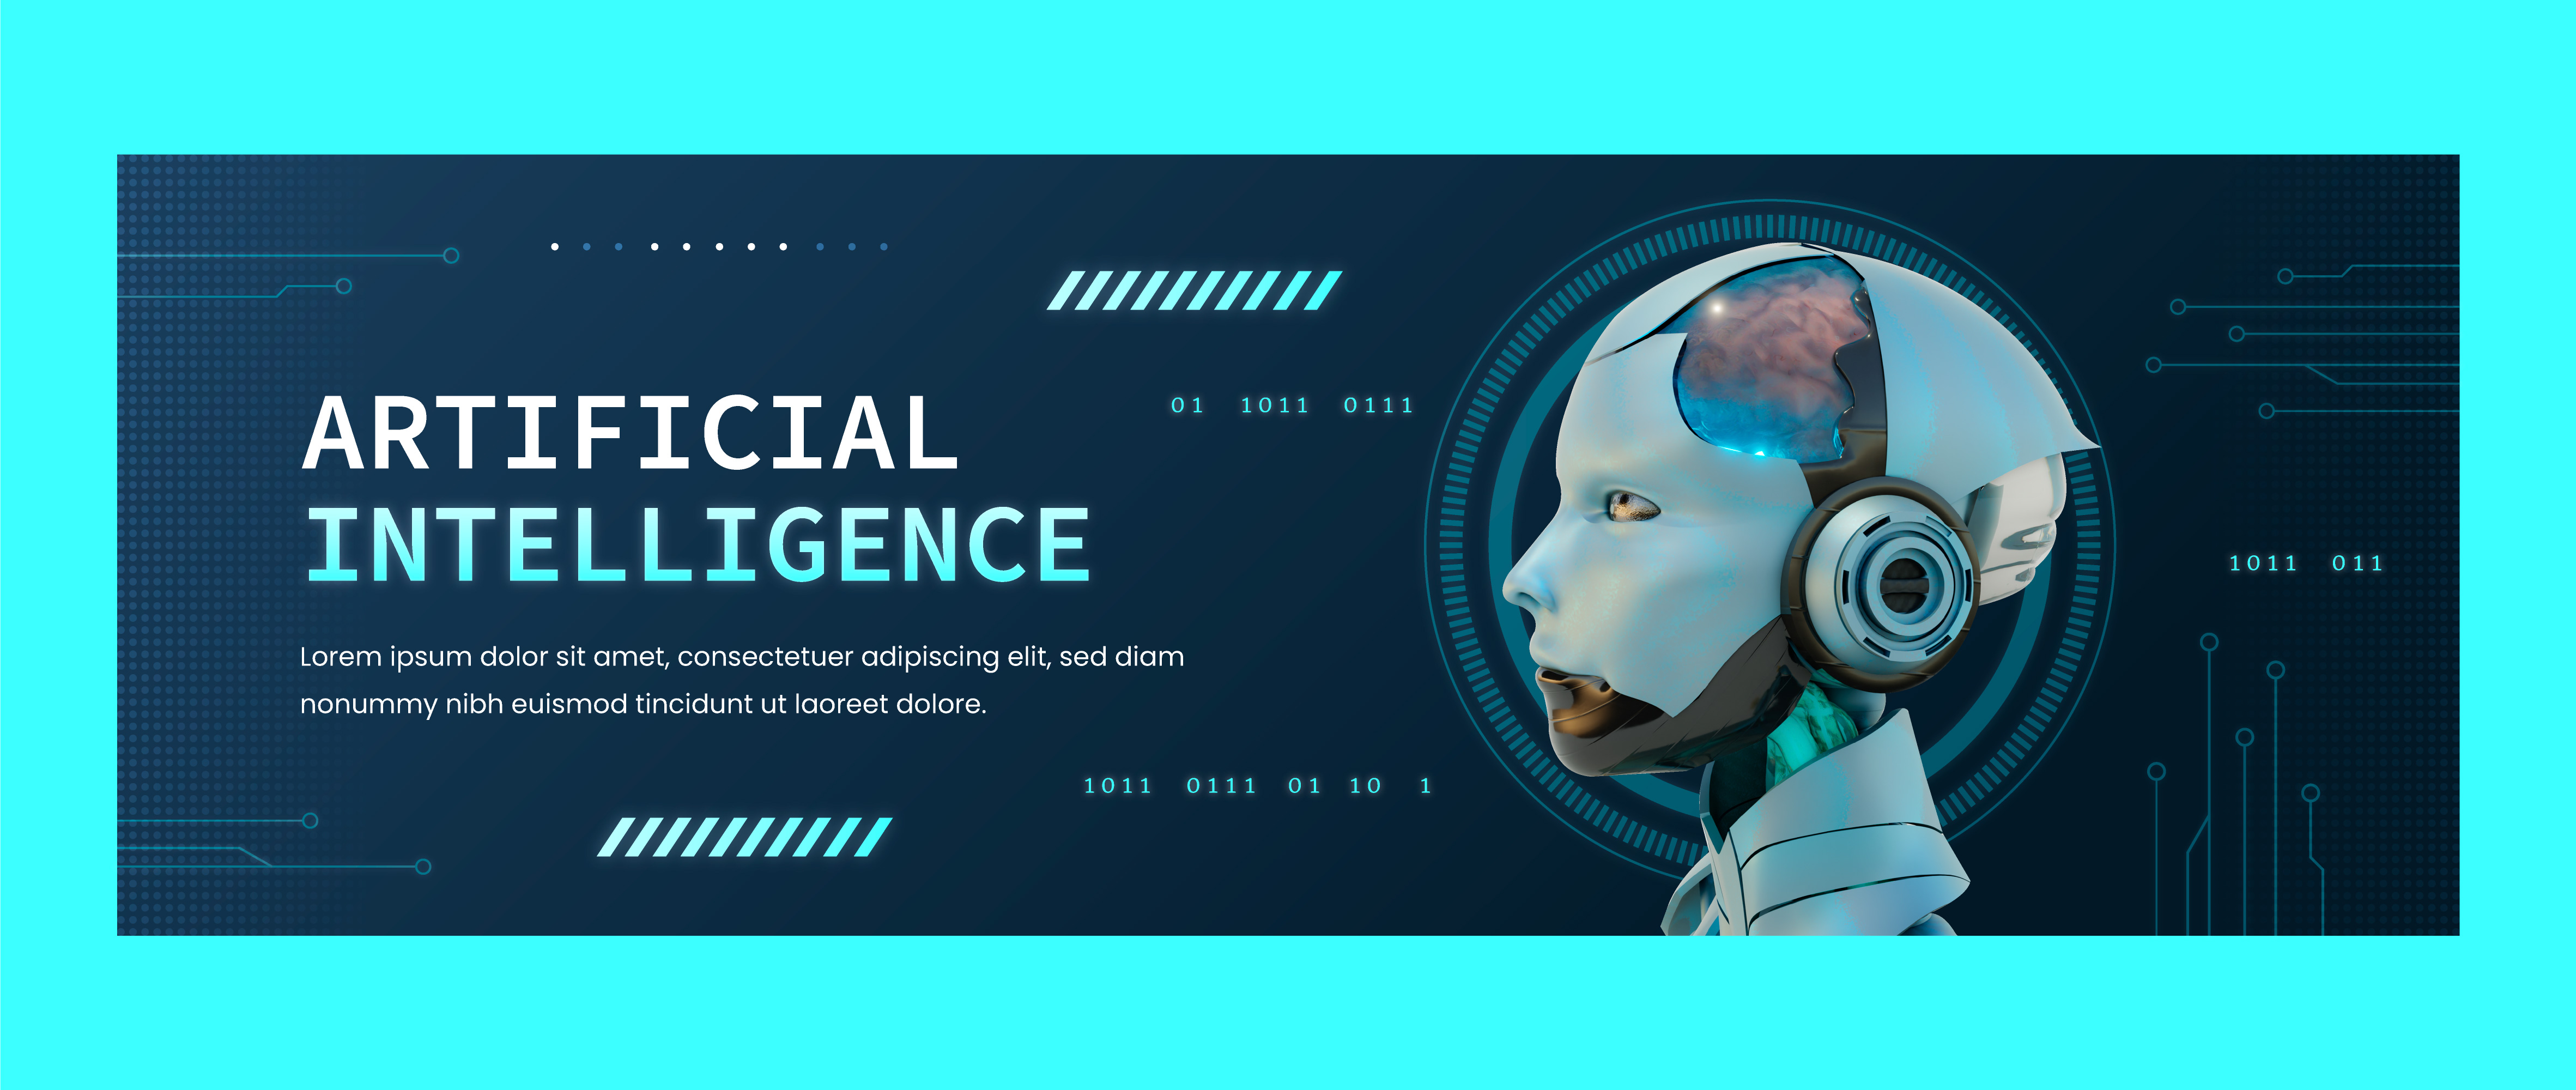 01 1011 0111
ARTIFICIAL
INTELLIGENCE
1011 011
Lorem ipsum dolor sit amet, consectetuer adipiscing elit, sed diam
nonummy nibh euismod tincidunt ut laoreet dolore.
1011 0111 01 10 1